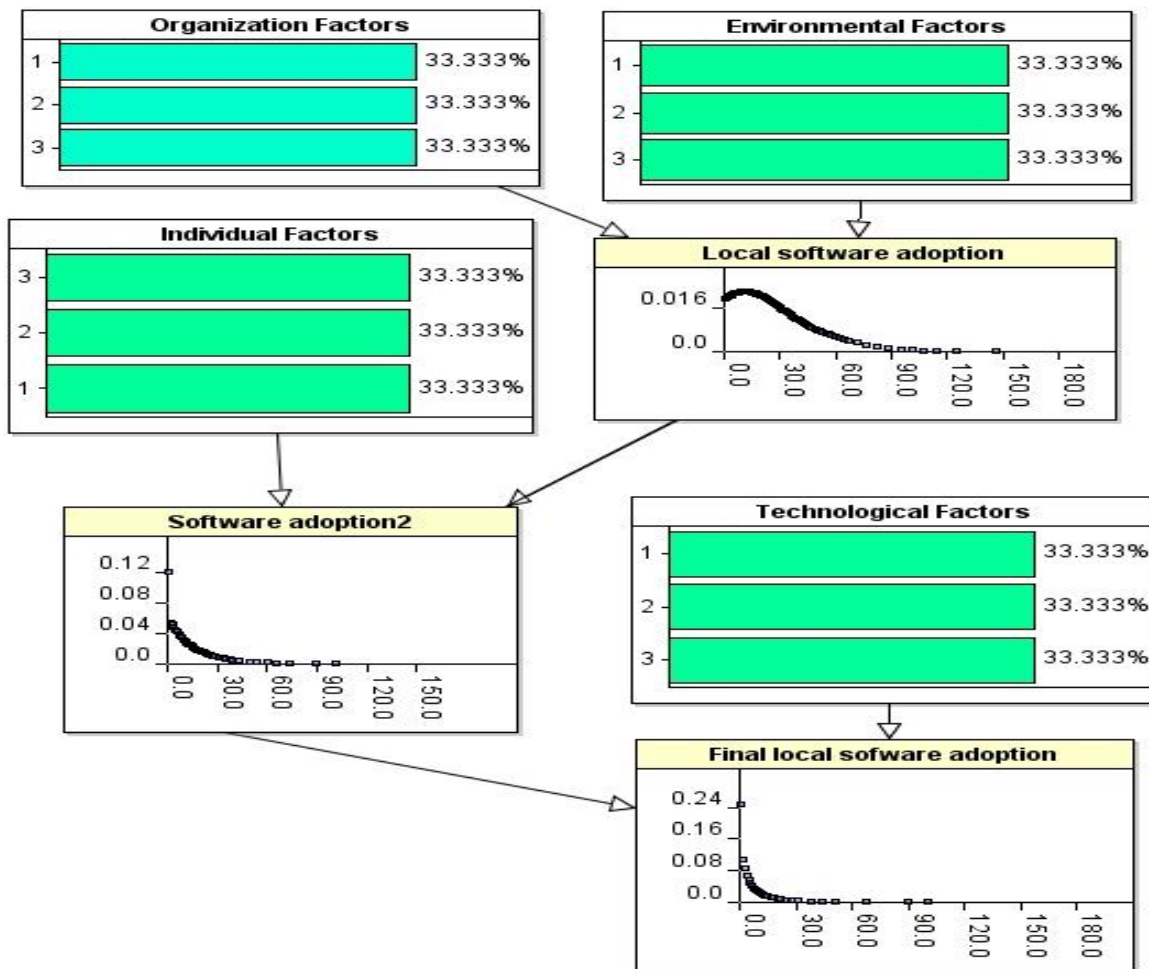 Organization Factors
1 33.333%
2 33.333%
3 33.333%
Environmental Factors
1 33.333%
2 33.333%
3 33.333%
Individual Factors
3 33.333%
2 33.333%
1 33.333%
Local software adoption
0.016
0.0
0.0 30.0 60.0 90.0 120.0 150.0 180.0
Software adoption2
0.12
0.08
0.04
0.0
0.0 30.0 60.0 90.0 120.0 150.0
Technological Factors
1 33.333%
2 33.333%
3 33.333%
Final local sofware adoption
0.24
0.16
0.08
0.0
0.0 30.0 60.0 90.0 120.0 150.0 180.0